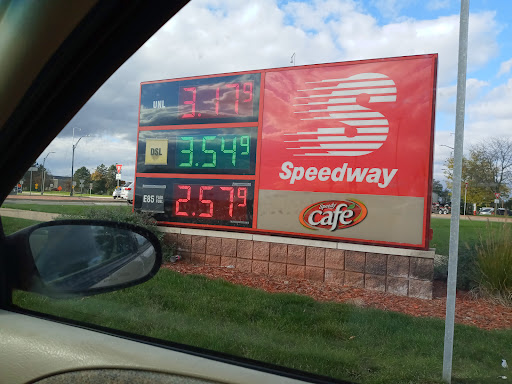 UNL 3.17 9
DSL 3.54 9
E85 2.57 9
S
Speedway
Speedy
Cafe